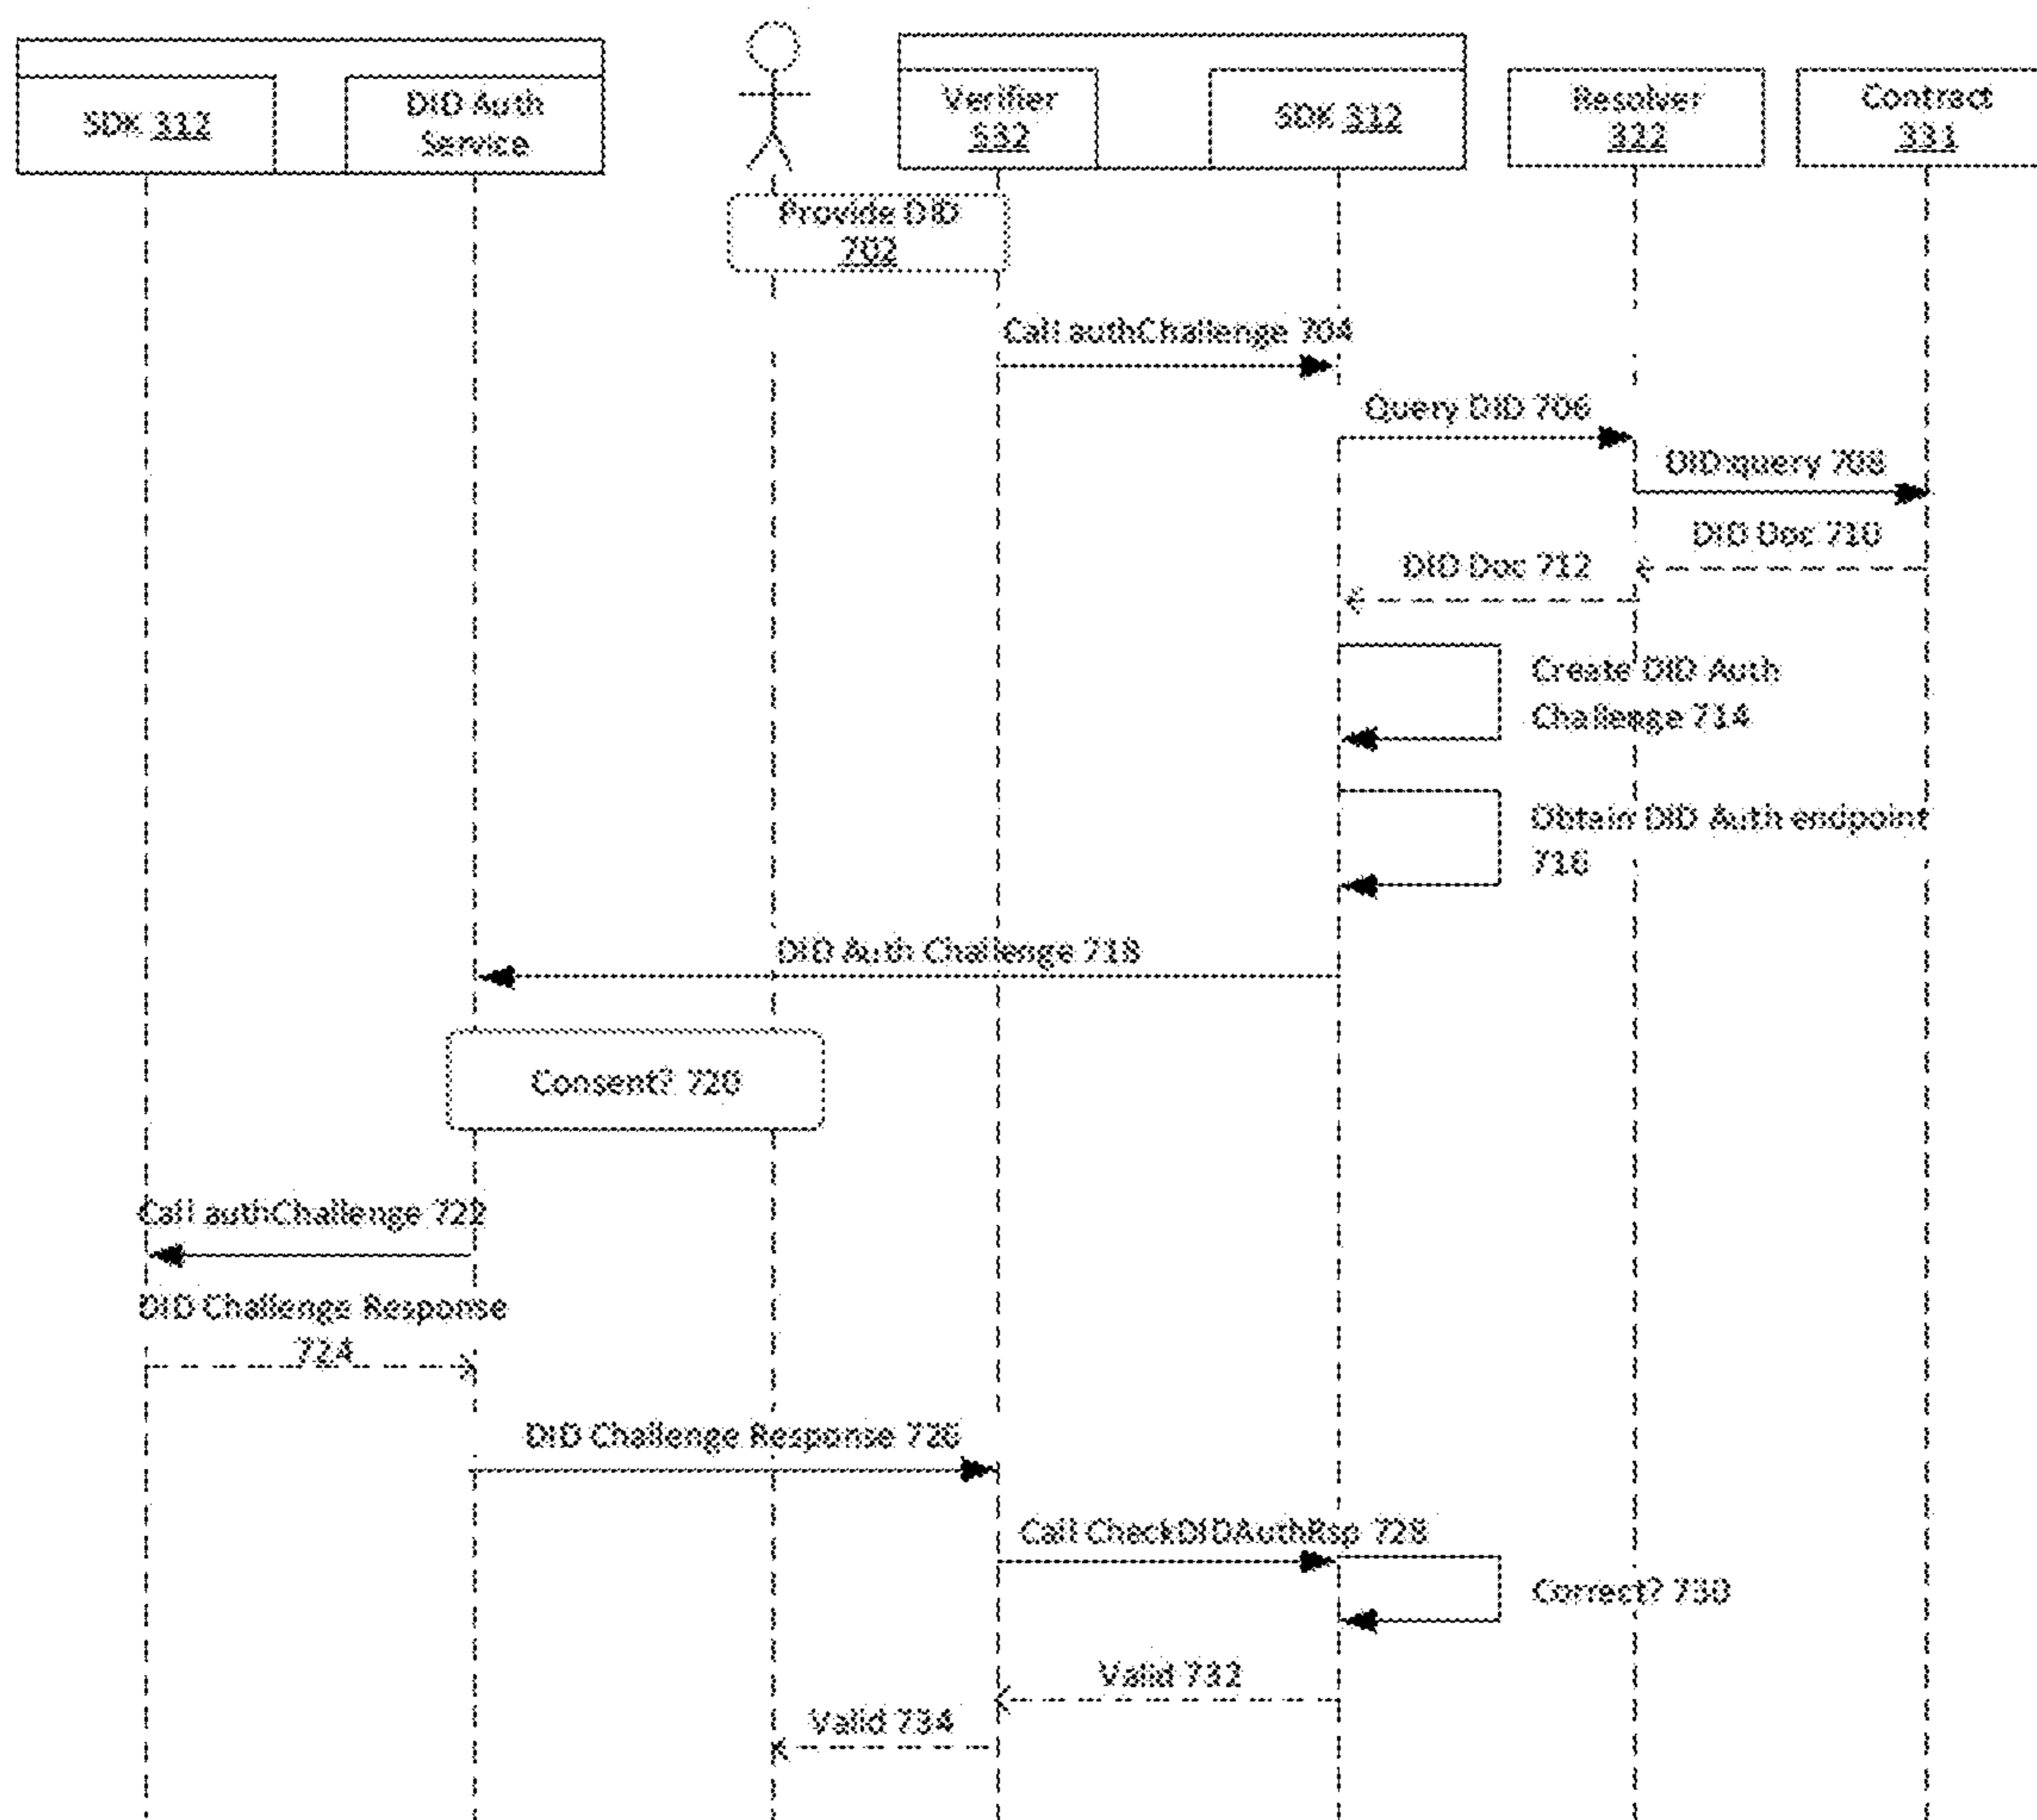 SDK 312
DID Auth
Service
Verifier
532
SDK 312
Resolver
322
Contract
331
Provide DID
702
Call authChallenge 704
Query DID 706
DID query 708
DID Doc 710
DID Doc 712
Create DID Auth
Challenge 714
Obtain DID Auth endpoint
716
DID Auth Challenge 718
Consent? 720
Call authChallenge 722
DID Challenge Response
724
DID Challenge Response 726
Call CheckDIDAuthRsp 728
Correct? 730
Valid 732
Valid 734